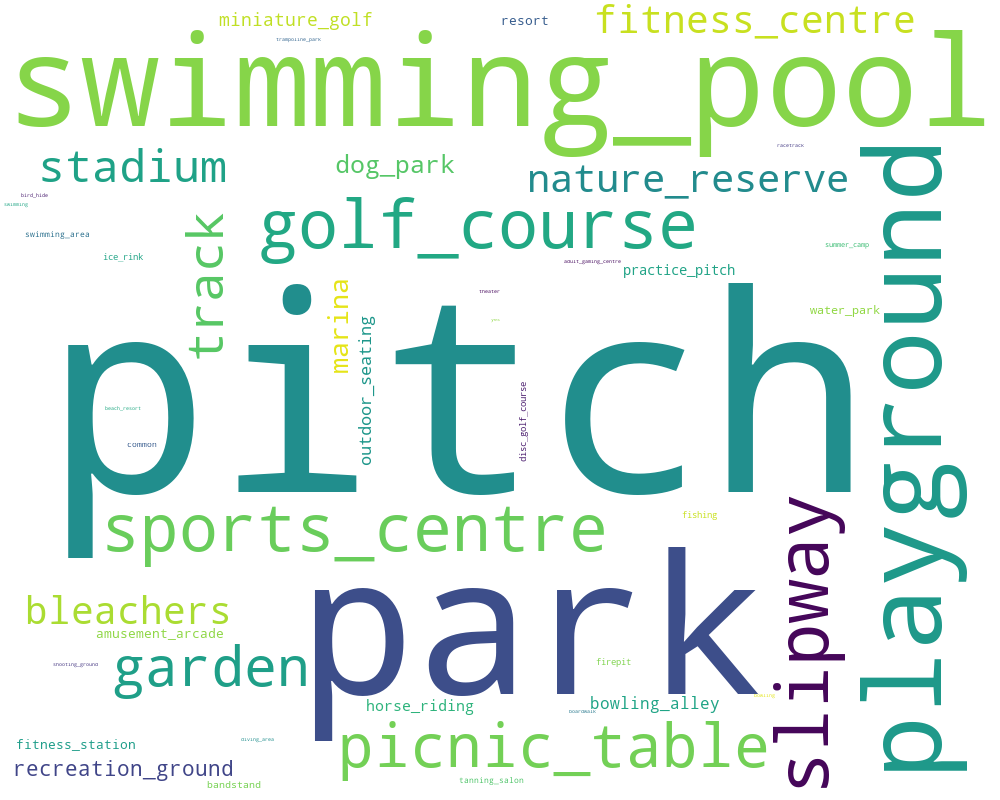 miniature_golf
resort
fitness_centre
trampoline_park
swimming_pool
racetrack
stadium
dog_park
nature_reserve
bird_hide
swimming
golf_course
track
swimming_area
summer_camp
ice_rink
adult_gaming_centre
practice_pitch
playground
marina
theater
pitch
water_park
outdoor_seating
disc_golf_course
beach_resort
common
sports_centre
fishing
slipway
park
bleachers
amusement_arcade
garden
shooting_ground
firepit
horse_riding
bowling_alley
boardwalk
picnic_table
fitness_station
diving_area
recreation_ground
tanning_salon
bandstand